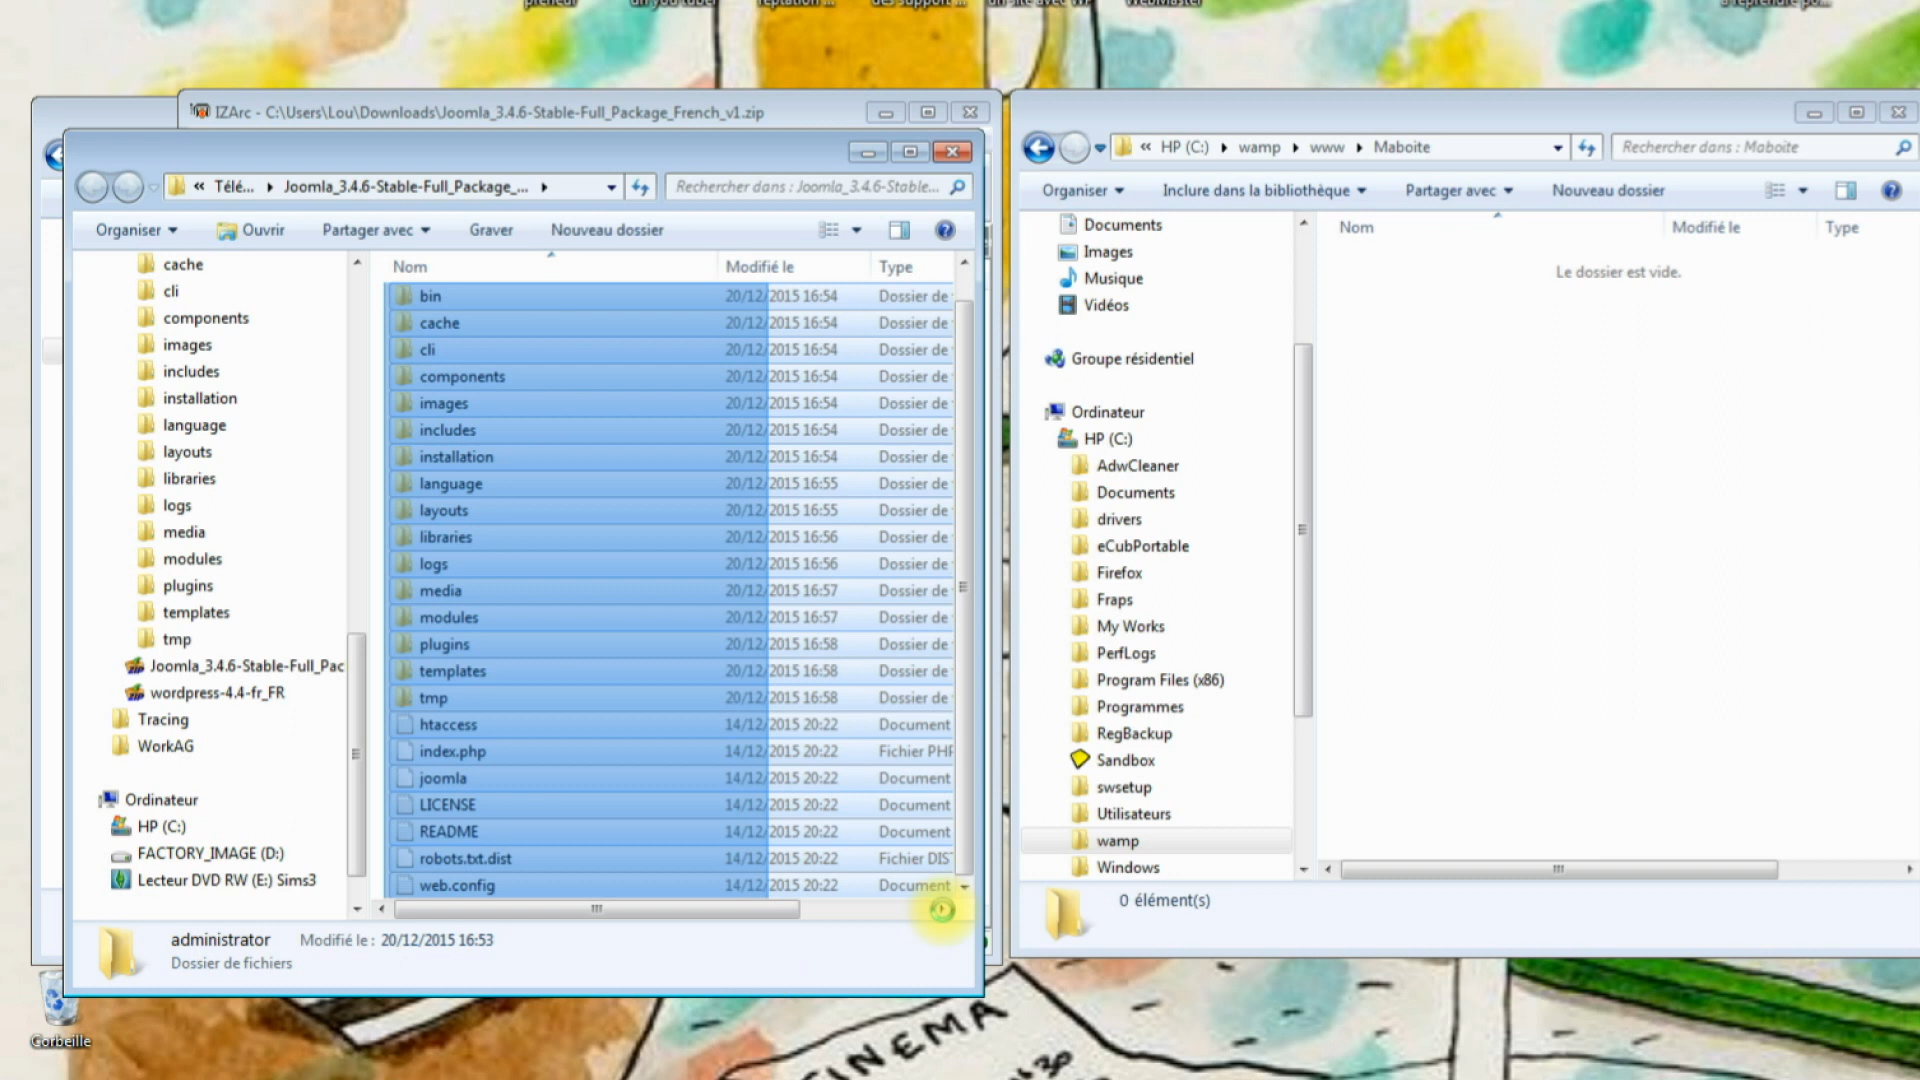 IZArc - C:\Users\Lou\Downloads\Joomla_3.4.6-Stable-Full_Package_French_v1.zip
« Télé... Joomla_3.4.6-Stable-Full_Package_...
Rechercher dans : Joomla_3.4.6-Stable...
Organiser Ouvrir Partager avec Graver Nouveau dossier
cache
cli
components
images
includes
installation
language
layouts
libraries
logs
media
modules
plugins
templates
tmp
Joomla_3.4.6-Stable-Full_Pac
wordpress-4.4-fr_FR
Tracing
WorkAG
Ordinateur
HP (C:)
FACTORY_IMAGE (D:)
Lecteur DVD RW (E:) Sims3
Nom Modifié le Type
bin 20/12/2015 16:54 Dossier de
cache 20/12/2015 16:54 Dossier de
cli 20/12/2015 16:54 Dossier de
components 20/12/2015 16:54 Dossier de
images 20/12/2015 16:54 Dossier de
includes 20/12/2015 16:54 Dossier de
installation 20/12/2015 16:54 Dossier de
language 20/12/2015 16:55 Dossier de
layouts 20/12/2015 16:55 Dossier de
libraries 20/12/2015 16:56 Dossier de
logs 20/12/2015 16:56 Dossier de
media 20/12/2015 16:57 Dossier de
modules 20/12/2015 16:57 Dossier de
plugins 20/12/2015 16:58 Dossier de
templates 20/12/2015 16:58 Dossier de
tmp 20/12/2015 16:58 Dossier de
htaccess 14/12/2015 20:22 Document
index.php 14/12/2015 20:22 Fichier PHP
joomla 14/12/2015 20:22 Document
LICENSE 14/12/2015 20:22 Document
README 14/12/2015 20:22 Document
robots.txt.dist 14/12/2015 20:22 Fichier DIS
web.config 14/12/2015 20:22 Document
administrator Modifié le : 20/12/2015 16:53
Dossier de fichiers
« HP (C:) wamp www Maboite
Rechercher dans : Maboite
Organiser Inclure dans la bibliothèque Partager avec Nouveau dossier
Documents
Images
Musique
Vidéos
Groupe résidentiel
Ordinateur
HP (C:)
AdwCleaner
Documents
drivers
eCubPortable
Firefox
Fraps
My Works
PerfLogs
Program Files (x86)
Programmes
RegBackup
Sandbox
swsetup
Utilisateurs
wamp
Windows
Nom Modifié le Type
Le dossier est vide.
0 élément(s)
Corbeille
CINEMA